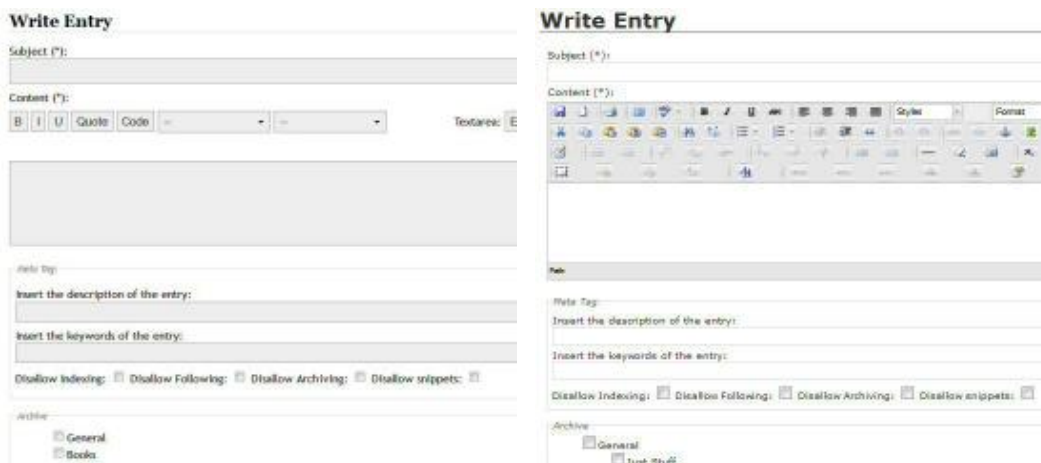 Write Entry
Subject (*):
Content (*):
B I U Quote Code -- --
Textarea: E
Meta Tag:
Insert the description of the entry:
Insert the keywords of the entry:
Disallow Indexing: Disallow Following: Disallow Archiving: Disallow snippets:
Archive
General
Books
Write Entry
Subject (*):
Content (*):
B I U ABC Styles Format
Path:
Meta Tag:
Insert the description of the entry:
Insert the keywords of the entry:
Disallow Indexing: Disallow Following: Disallow Archiving: Disallow snippets:
Archive
General
Just Stuff